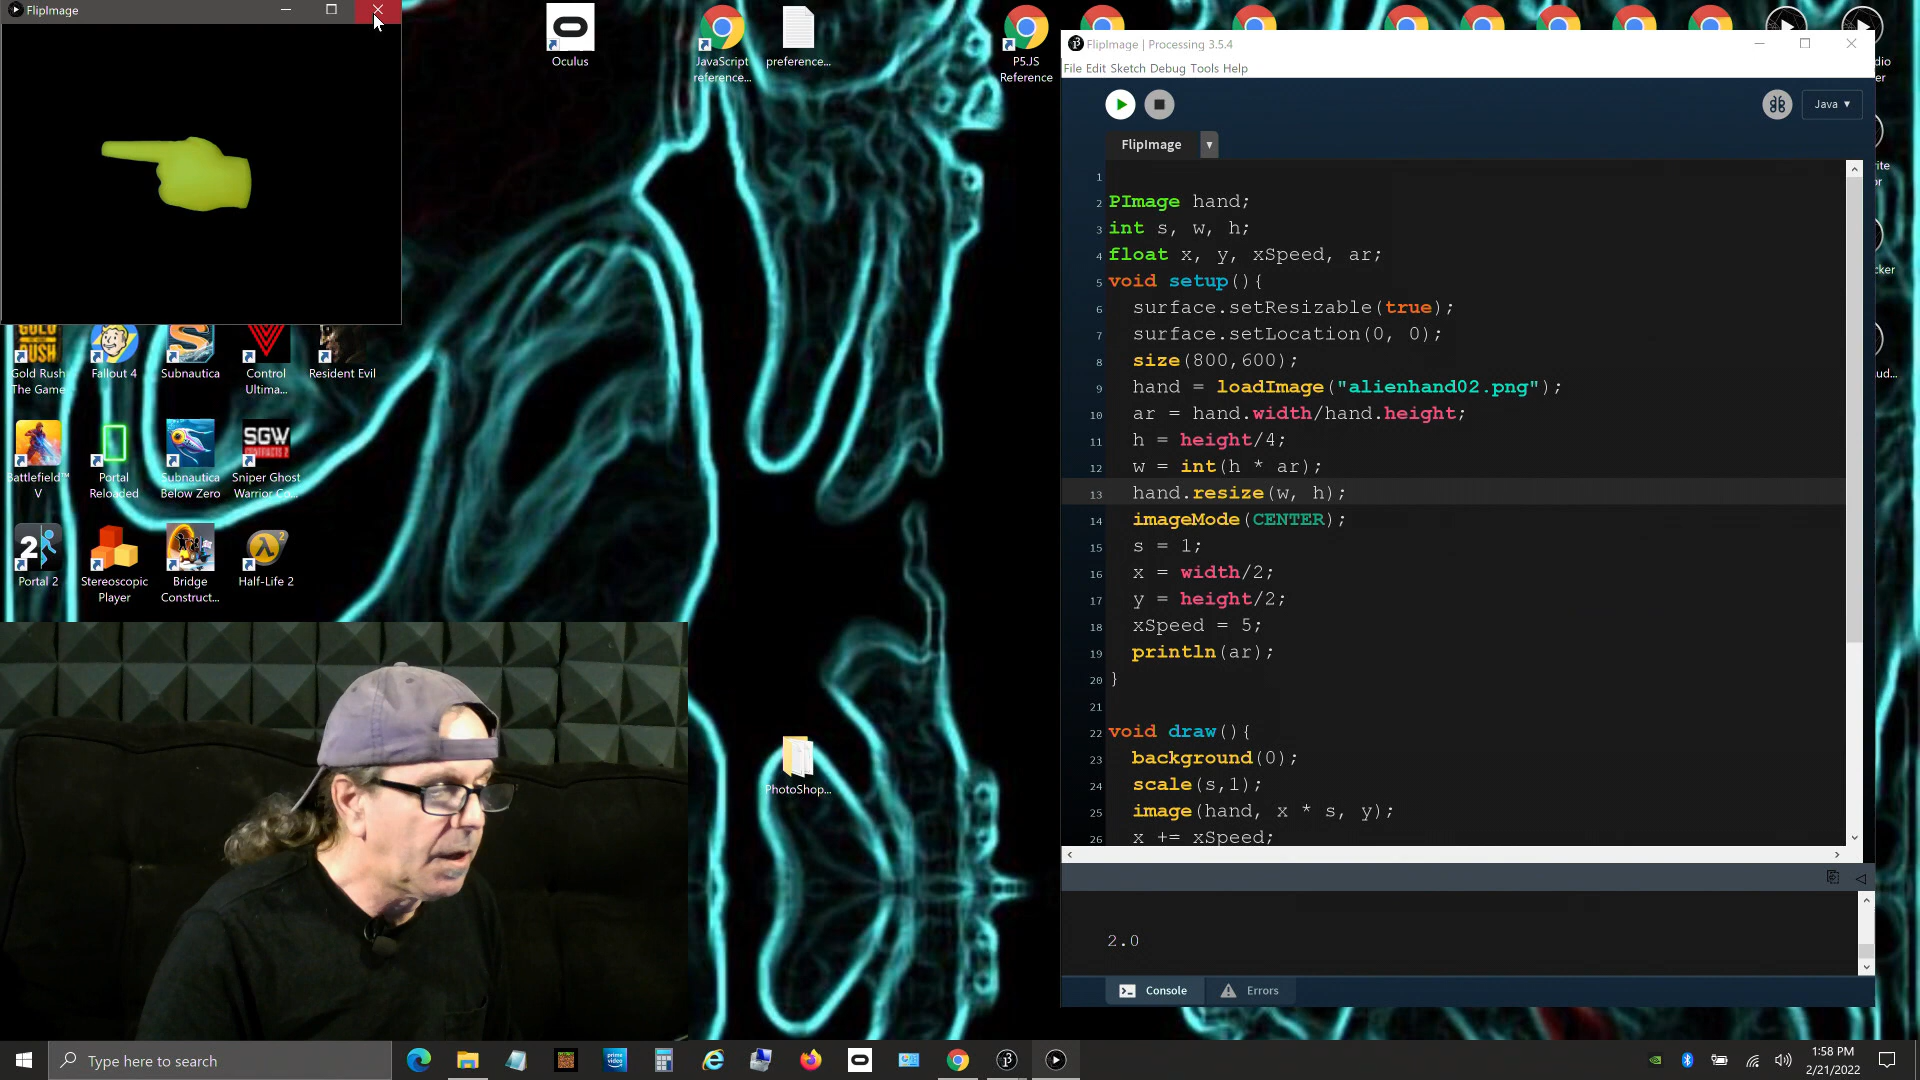 FlipImage
Oculus
JavaScript
reference...
preference...
P5.JS
Reference
FlipImage | Processing 3.5.4
File Edit Sketch Debug Tools Help
Java
FlipImage
1
2 PImage hand;
3 int s, w, h;
4 float x, y, xSpeed, ar;
5 void setup(){
6 surface.setResizable(true);
7 surface.setLocation(0, 0);
8 size(800,600);
9 hand = loadImage("alienhand02.png");
10 ar = hand.width/hand.height;
11 h = height/4;
12 w = int(h * ar);
13 hand.resize(w, h);
14 imageMode(CENTER);
15 s = 1;
16 x = width/2;
17 y = height/2;
18 xSpeed = 5;
19 println(ar);
20 }
21
22 void draw(){
23 background(0);
24 scale(s,1);
25 image(hand, x * s, y);
26 x += xSpeed;
2.0
Console
Errors
Gold Rush:
The Game
Fallout 4
Subnautica
Control
Ultima...
Resident Evil
Battlefield™
V
Portal
Reloaded
Subnautica
Below Zero
SGW
Sniper Ghost
Warrior Co...
Portal 2
Stereoscopic
Player
Bridge
Construct...
Half-Life 2
PhotoShop...
Type here to search
prime video
1:58 PM
2/21/2022